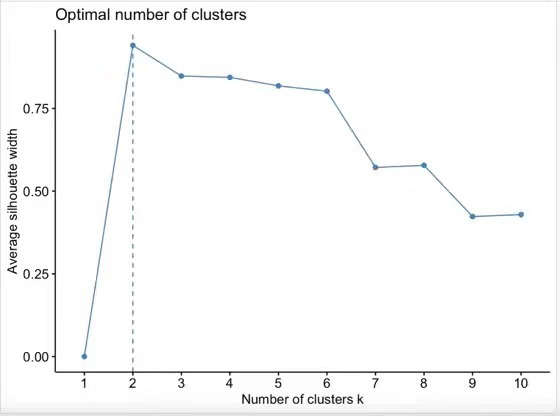 Optimal number of clusters
Average silhouette width
0.75
0.50
0.25
0.00
1 2 3 4 5 6 7 8 9 10
Number of clusters k